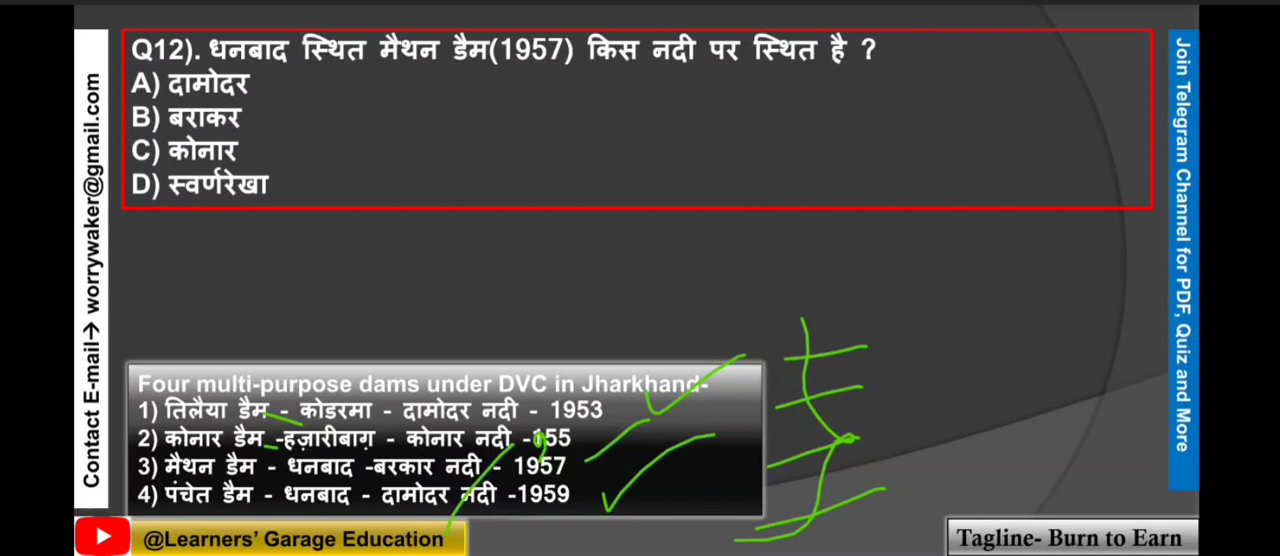 Q12). धनबाद स्थित मैथन डैम(1957) किस नदी पर स्थित है ?
A) दामोदर
B) बराकर
C) कोनार
D) स्वर्णरेखा
Four multi-purpose dams under DVC in Jharkhand-
1) तिलैया डैम - कोडरमा - दामोदर नदी - 1953
2) कोनार डैम -हज़ारीबाग़ - कोनार नदी -155
9
3) मैथन डैम - धनबाद -बरकार नदी - 1957
4) पंचेत डैम - धनबाद - दामोदर नदी -1959
@Learners’ Garage Education
Tagline- Burn to Earn
Contact E-mail→ worrywaker@gmail.com
Join Telegram Channel for PDF, Quiz and More